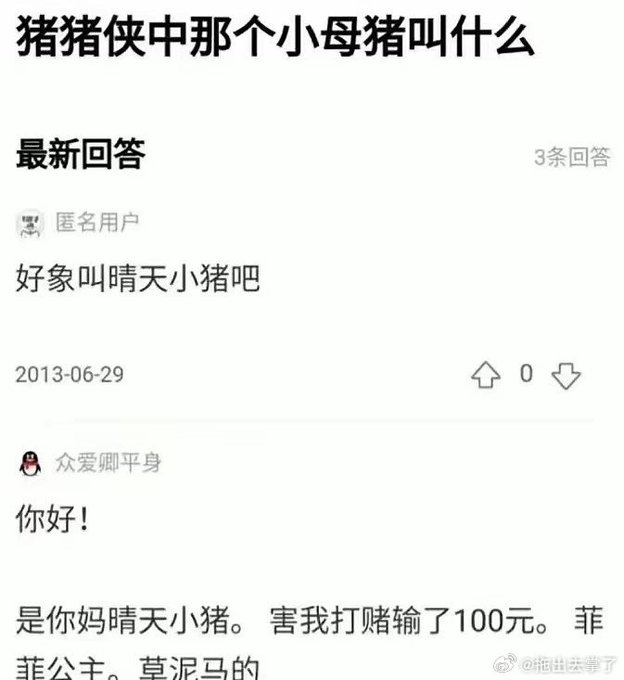 猪猪侠中那个小母猪叫什么
最新回答
3条回答
匿名用户
好象叫晴天小猪吧
2013-06-29
0
众爱卿平身
你好！
是你妈晴天小猪。 害我打赌输了100元。 菲
菲公主。草泥马的
@拖出去掌了